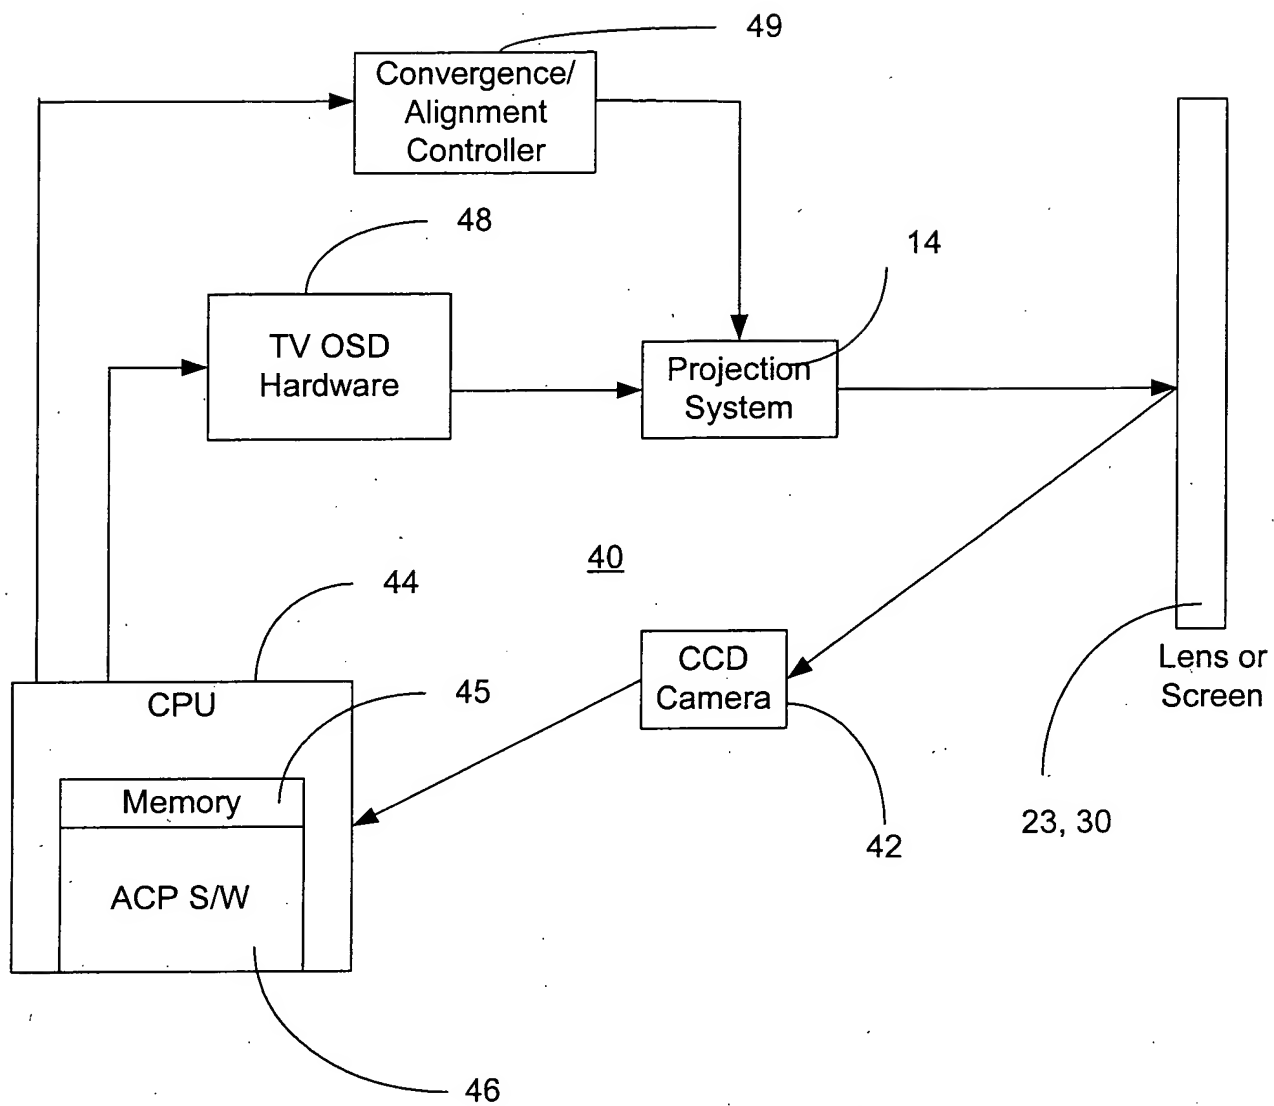 49
Convergence/
Alignment
Controller
48
14
TV OSD
Hardware
Projection
System
40
44
CCD
Camera
Lens or
Screen
45
CPU
Memory
23, 30
42
ACP S/W
46